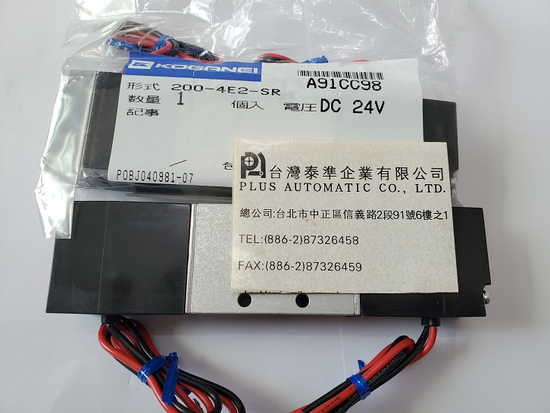 KOGANEI
A91CC98
形式 200-4E2-SR
数量 1 個入 電圧 DC 24V
記事
POBJ040981-07
台灣泰準企業有限公司
PLUS AUTOMATIC CO., LTD.
總公司:台北市中正區信義路2段91號6樓之1
TEL:(886-2)87326458
FAX:(886-2)87326459